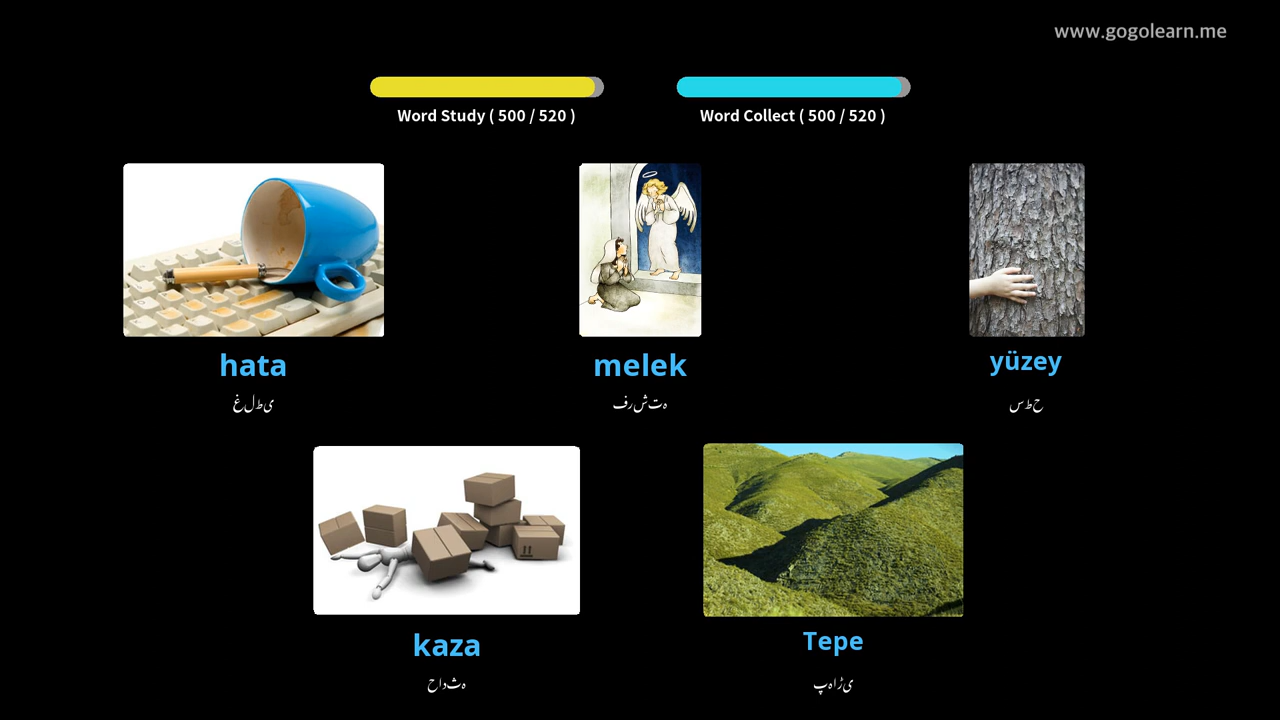 www.gogolearn.me
Word Study ( 500 / 520 )
Word Collect ( 500 / 520 )
hata
غلطی
melek
فرشتہ
yüzey
سطح
kaza
حادثہ
Tepe
پہاڑی